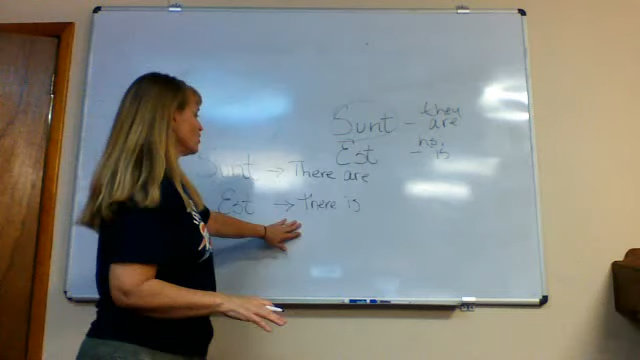 Sunt - they
are
Est - he, is
Sunt → There are
Est → There is